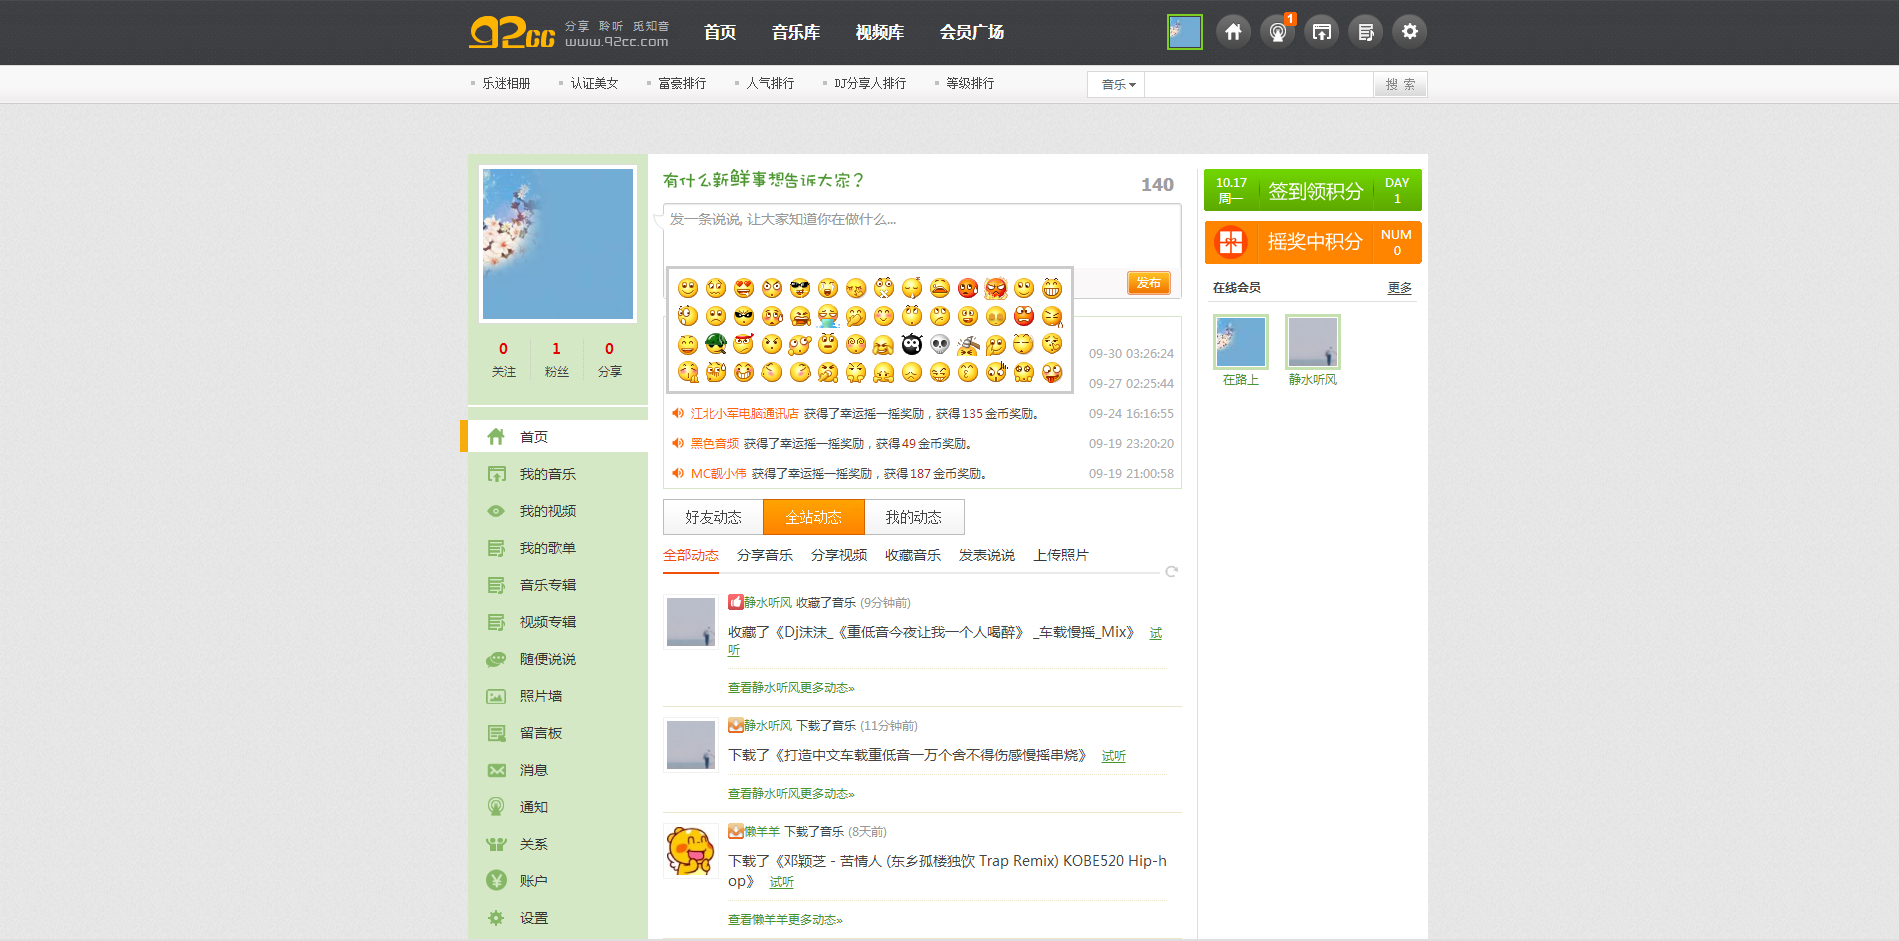 92cc
分享 聆听 觅知音
www.92cc.com
首页 音乐库 视频库 会员广场
1
乐迷相册 认证美女 富豪排行 人气排行 DJ分享人排行 等级排行
音乐
搜 索
0 1 0
关注 粉丝 分享
首页
我的音乐
我的视频
我的歌单
音乐专辑
视频专辑
随便说说
照片墙
留言板
消息
通知
关系
账户
设置
有什么新鲜事想告诉大家?
140
发一条说说, 让大家知道你在做什么...
发布
09-30 03:26:24
09-27 02:25:44
江北小军电脑通讯店 获得了幸运摇一摇奖励，获得135金币奖励。 09-24 16:16:55
黑色音频 获得了幸运摇一摇奖励，获得49金币奖励。 09-19 23:20:20
MC靓小伟 获得了幸运摇一摇奖励，获得187金币奖励。 09-19 21:00:58
好友动态 全站动态 我的动态
全部动态 分享音乐 分享视频 收藏音乐 发表说说 上传照片
静水听风 收藏了音乐 (9分钟前)
收藏了《Dj沫沫_《重低音今夜让我一个人喝醉》 _车载慢摇_Mix》 试
听
查看静水听风更多动态»
静水听风 下载了音乐 (11分钟前)
下载了《打造中文车载重低音一万个舍不得伤感慢摇串烧》 试听
查看静水听风更多动态»
懒羊羊 下载了音乐 (8天前)
下载了《邓颖芝 - 苦情人 (东乡孤楼独饮 Trap Remix) KOBE520 Hip-h
op》 试听
查看懒羊羊更多动态»
10.17
周一
签到领积分
DAY
1
摇奖中积分
NUM
0
在线会员 更多
在路上 静水听风